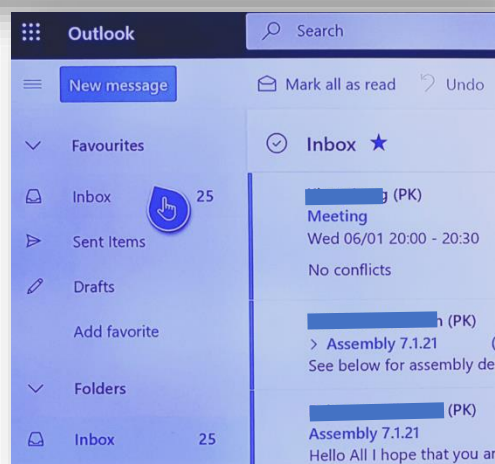 Outlook
Search
New message
Mark all as read
Undo
Favourites
Inbox 25
Sent Items
Drafts
Add favorite
Folders
Inbox 25
Inbox
(PK)
Meeting
Wed 06/01 20:00 - 20:30
No conflicts
n (PK)
> Assembly 7.1.21 (
See below for assembly de
(PK)
Assembly 7.1.21
Hello All I hope that you ar